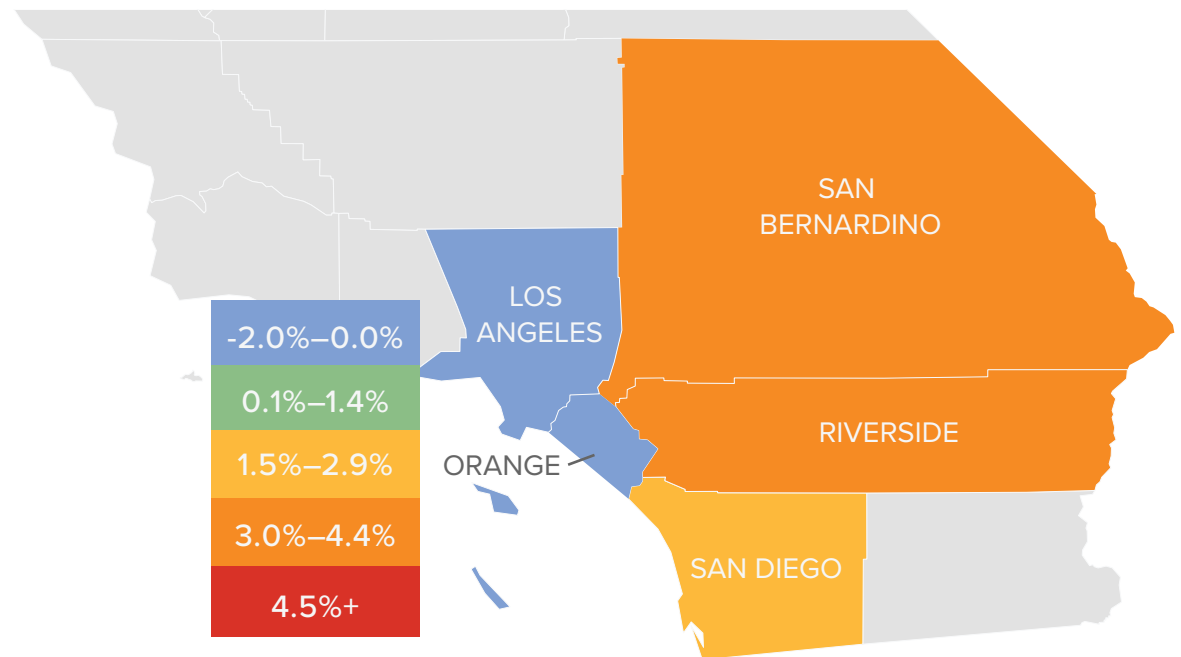 SAN
BERNARDINO
LOS
ANGELES
-2.0%–0.0%
0.1%–1.4%
1.5%–2.9%
3.0%–4.4%
4.5%+
RIVERSIDE
ORANGE
SAN DIEGO